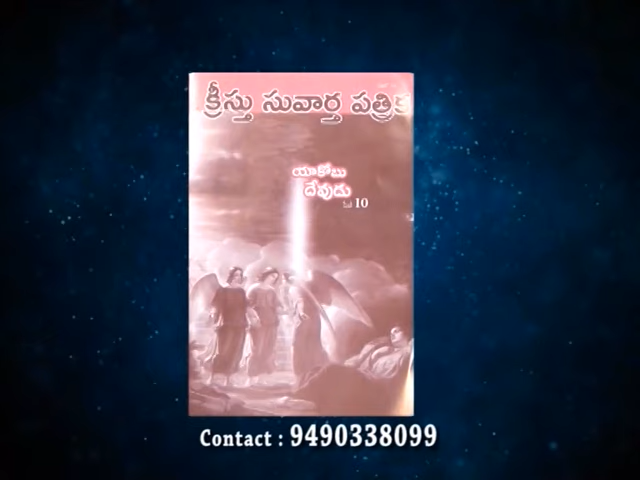 క్రీస్తు సువార్త పత్రిక
యాకోబు
దేవుడు
10
Contact : 9490338099